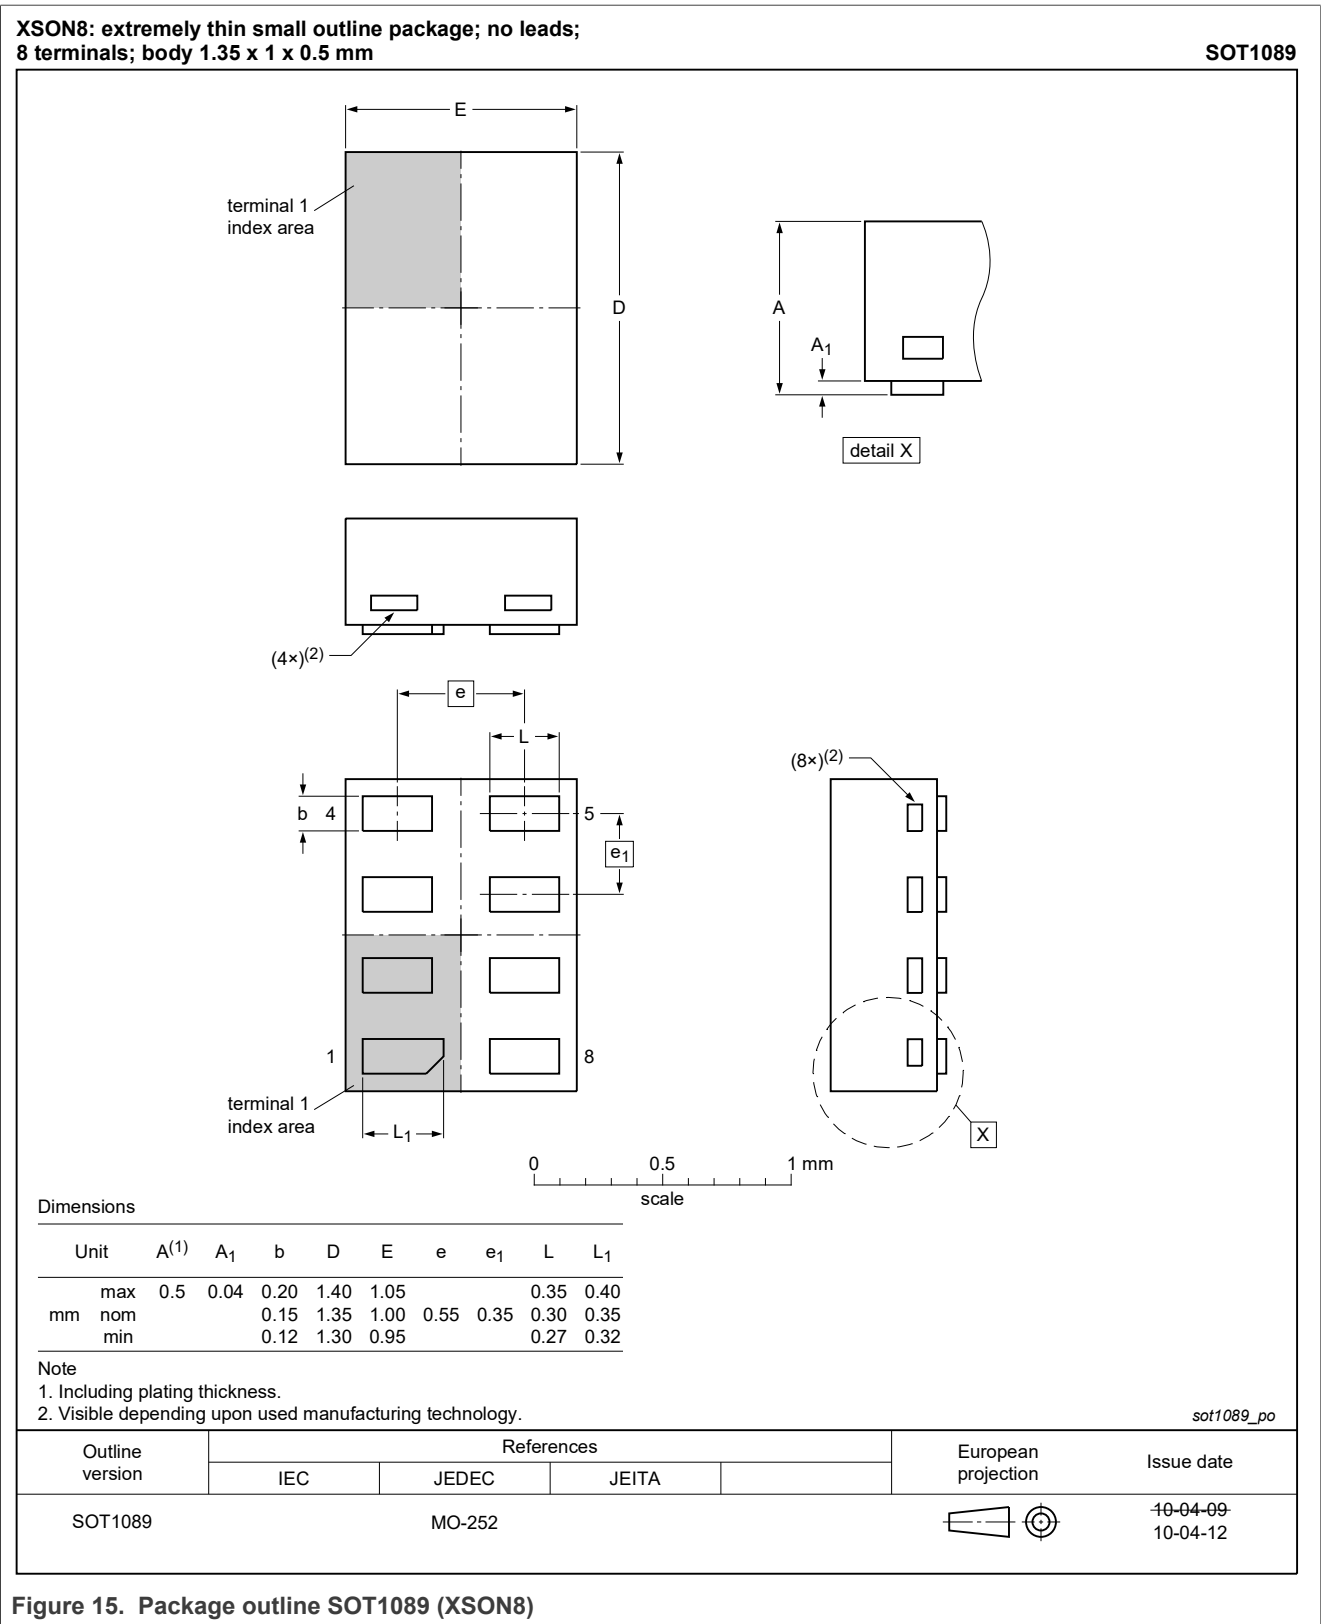 XSON8: extremely thin small outline package; no leads;
8 terminals; body 1.35 x 1 x 0.5 mm
SOT1089
E
terminal 1
index area
D
A
A1
detail X
(4×)(2)
e
L
(8×)(2)
b
4
5
e1
1
8
terminal 1
index area
L1
X
0 0.5 1 mm
scale
Dimensions
Unit A(1) A1 b D E e e1 L L1
max 0.5 0.04 0.20 1.40 1.05 0.35 0.40
mm nom 0.15 1.35 1.00 0.55 0.35 0.30 0.35
min 0.12 1.30 0.95 0.27 0.32
Note
1. Including plating thickness.
2. Visible depending upon used manufacturing technology.
sot1089_po
Outline
version
References
IEC JEDEC JEITA
European
projection
Issue date
SOT1089 MO-252
10-04-09
10-04-12
Figure 15. Package outline SOT1089 (XSON8)